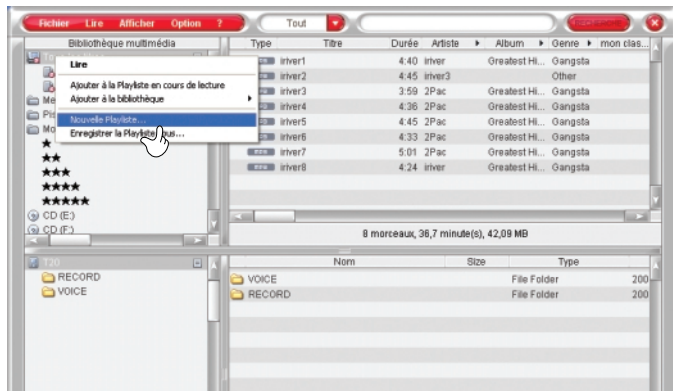 Fichier Lire Afficher Option ? Tout
Bibliothèque multimédia
Lire
Ajouter à la Playliste en cours de lecture
Ajouter à la bibliothèque
Nouvelle Playliste...
Enregistrer la Playliste sous...
CD (E:)
CD (F:)
Type Titre Durée Artiste Album Genre mon clas...
iriver1 4:40 iriver Greatest Hi... Gangsta
iriver2 4:45 iriver3 Other
iriver3 3:59 2Pac Greatest Hi... Gangsta
iriver4 4:36 2Pac Greatest Hi... Gangsta
iriver5 4:45 2Pac Greatest Hi... Gangsta
iriver6 4:33 2Pac Greatest Hi... Gangsta
iriver7 5:01 2Pac Greatest Hi... Gangsta
iriver8 4:24 iriver Greatest Hi... Gangsta
8 morceaux, 36,7 minute(s), 42,09 MB
T20
RECORD
VOICE
Nom Size Type
VOICE File Folder 200
RECORD File Folder 200